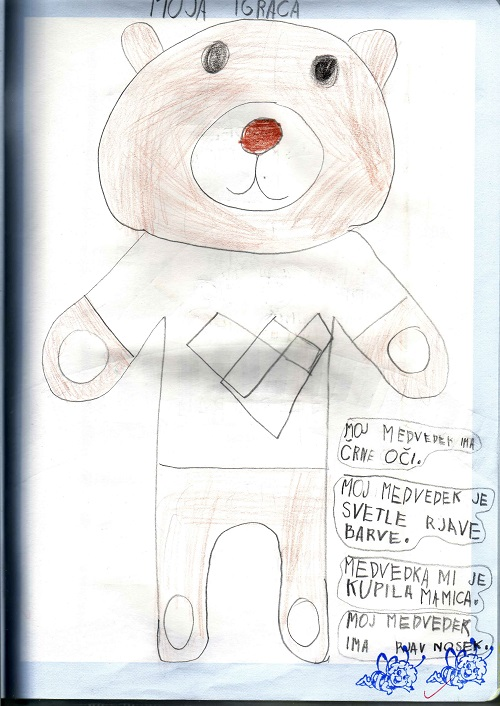 MOJA IGRAČA
MOJ MEDVEDEK IMA
ČRNE OČI.
MOJ MEDVEDEK JE
SVETLE RJAVE
BARVE.
MEDVEDKA MI JE
KUPILA MAMICA.
MOJ MEDVEDEK
IMA RJAV NOSEK.